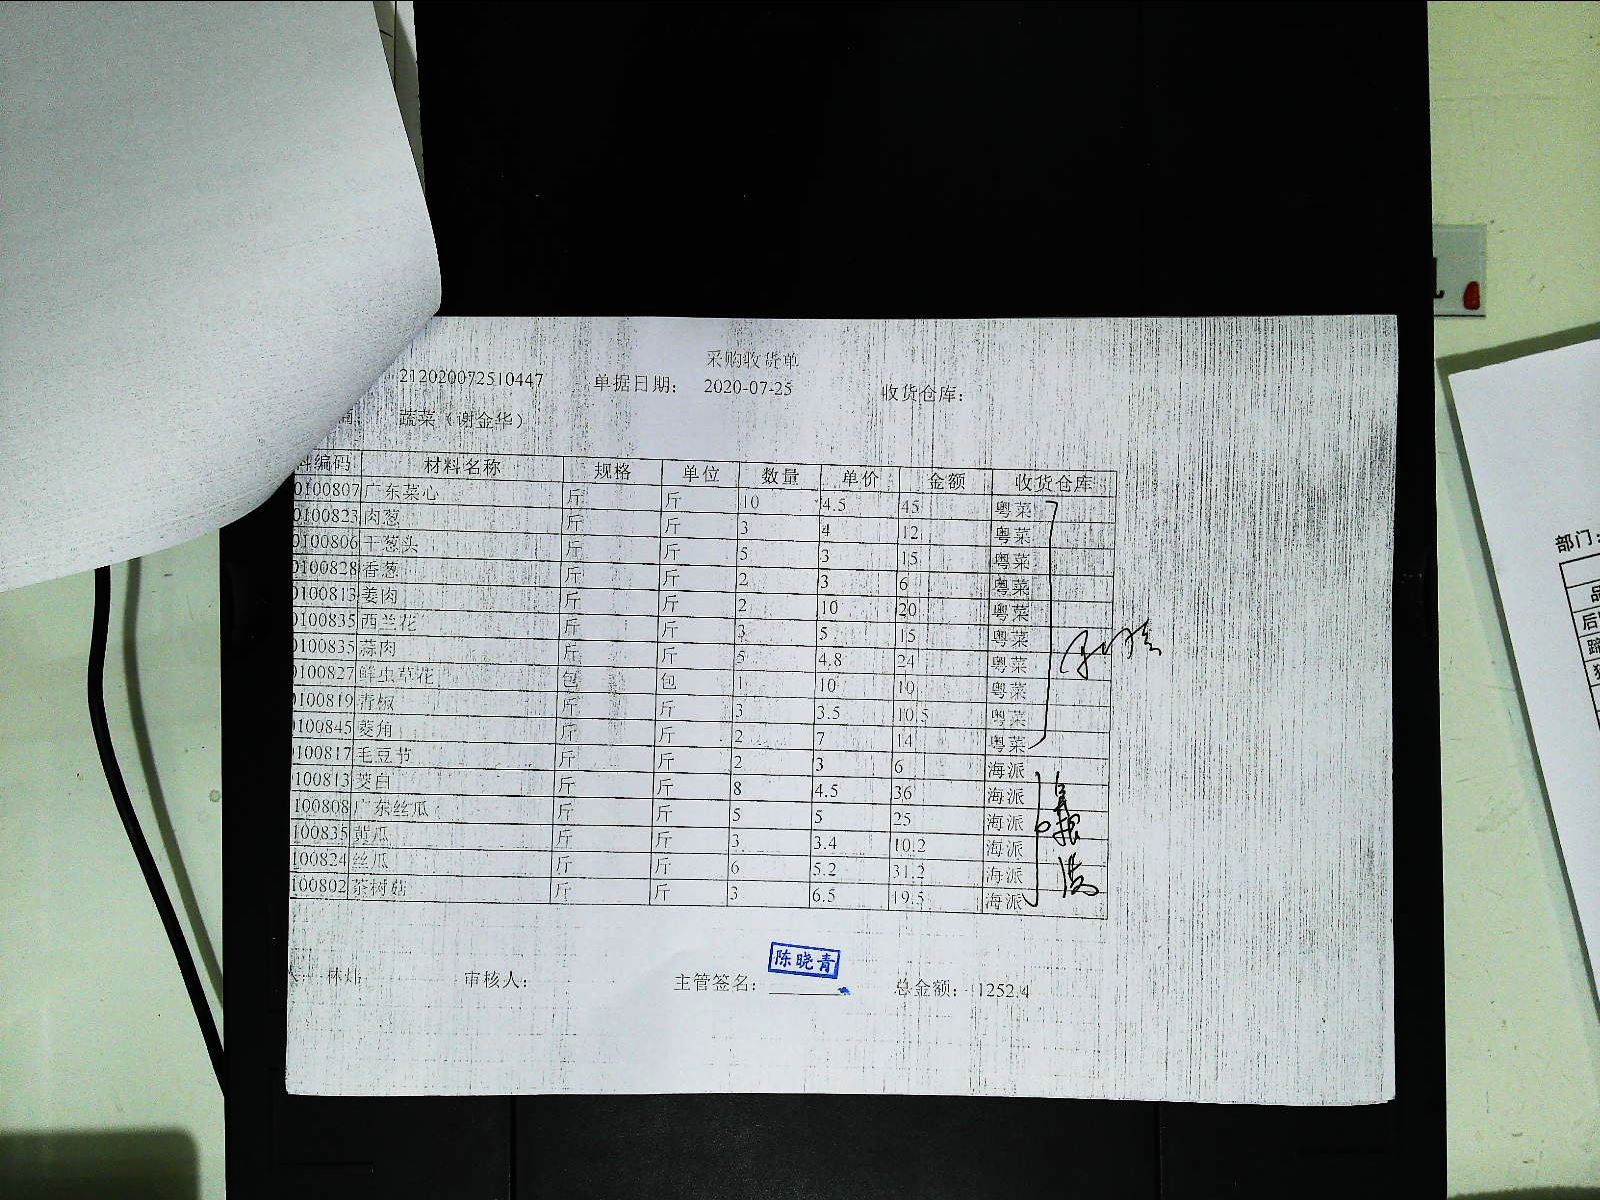 采购收货单
212020072510447 单据日期: 2020-07-25 收货仓库:
蔬菜（谢金华）
编码 材料名称 规格 单位 数量 单价 金额 收货仓库
0100807 广东菜心 斤 斤 10 4.5 45 粤菜
0100823 肉葱 斤 斤 3 4 12 粤菜
0100806 干葱头 斤 斤 5 3 15 粤菜
0100828 香葱 斤 斤 2 3 6 粤菜
0100813 姜肉 斤 斤 2 10 20 粤菜
0100835 西兰花 斤 斤 3 5 15 粤菜
0100835 蒜肉 斤 斤 5 4.8 24 粤菜
0100827 鲜虫草花 包 包 1 10 10 粤菜
0100819 青椒 斤 斤 3 3.5 10.5 粤菜
0100845 菱角 斤 斤 2 7 14 粤菜
0100817 毛豆节 斤 斤 2 3 6 海派
100813 茭白 斤 斤 8 4.5 36 海派
100808 广东丝瓜 斤 斤 5 5 25 海派
100835 黄瓜 斤 斤 3 3.4 10.2 海派
100824 丝瓜 斤 斤 6 5.2 31.2 海派
100802 茶树菇 斤 斤 3 6.5 19.5 海派
陈晓青
林炜 审核人: 主管签名: 总金额: 1252.4
部门: